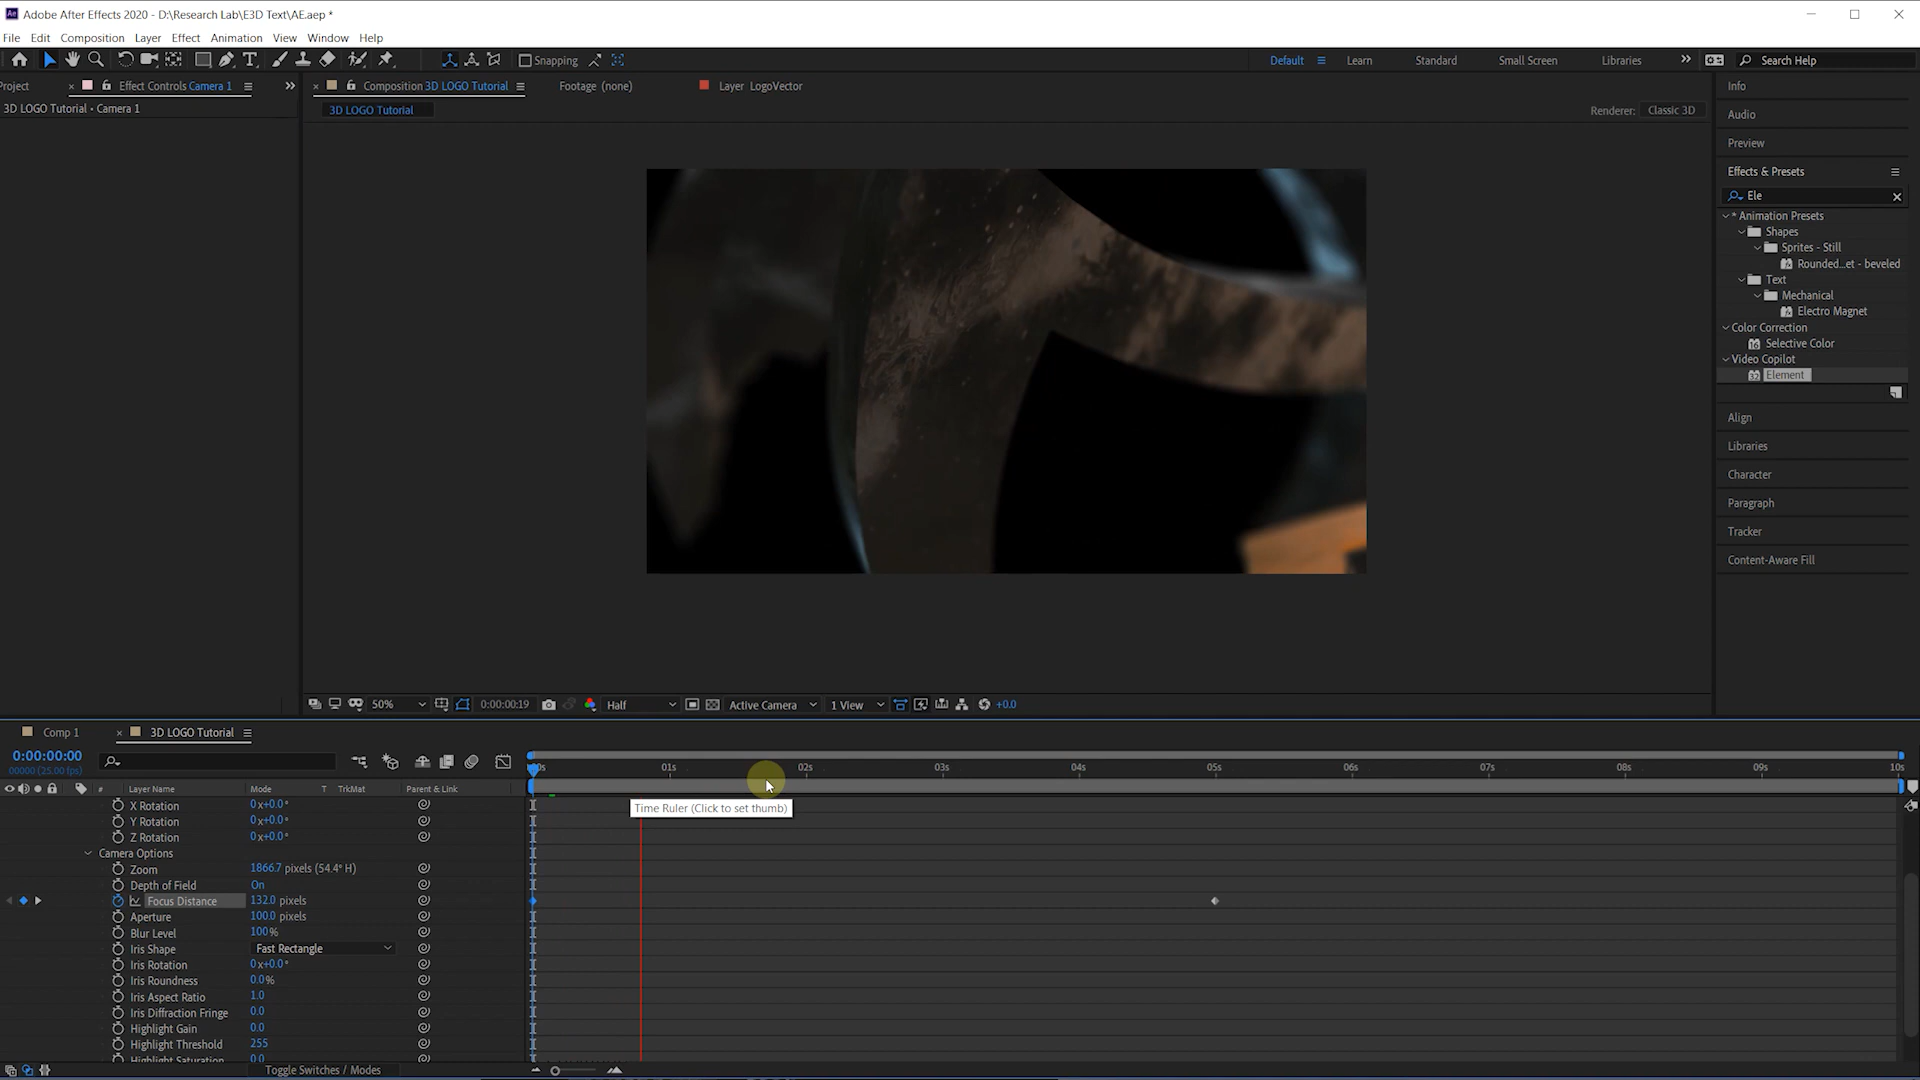 Adobe After Effects 2020 - D:\Research Lab\E3D Text\AE.aep *
File Edit Composition Layer Effect Animation View Window Help
Snapping
Default Learn Standard Small Screen Libraries Search Help
Project Effect Controls Camera 1
3D LOGO Tutorial • Camera 1
Composition 3D LOGO Tutorial Footage (none) Layer LogoVector
3D LOGO Tutorial
Renderer: Classic 3D
Info
Audio
Preview
Effects & Presets
Ele
* Animation Presets
Shapes
Sprites - Still
Rounded...et - beveled
Text
Mechanical
Electro Magnet
Color Correction
16 Selective Color
Video Copilot
32 Element
Align
Libraries
Character
Paragraph
Tracker
Content-Aware Fill
50% 0:00:00:19 Half Active Camera 1 View +0.0
Comp 1 3D LOGO Tutorial
0:00:00:00
00000 (25.00 fps)
:00s 01s 02s 03s 04s 05s 06s 07s 08s 09s 10s
# Layer Name Mode T TrkMat Parent & Link
Time Ruler (Click to set thumb)
X Rotation 0x+0.0°
Y Rotation 0x+0.0°
Z Rotation 0x+0.0°
Camera Options
Zoom 1866.7 pixels (54.4° H)
Depth of Field On
Focus Distance 132.0 pixels
Aperture 100.0 pixels
Blur Level 100%
Iris Shape Fast Rectangle
Iris Rotation 0x+0.0°
Iris Roundness 0.0%
Iris Aspect Ratio 1.0
Iris Diffraction Fringe 0.0
Highlight Gain 0.0
Highlight Threshold 255
Highlight Saturation 0.0
Toggle Switches / Modes